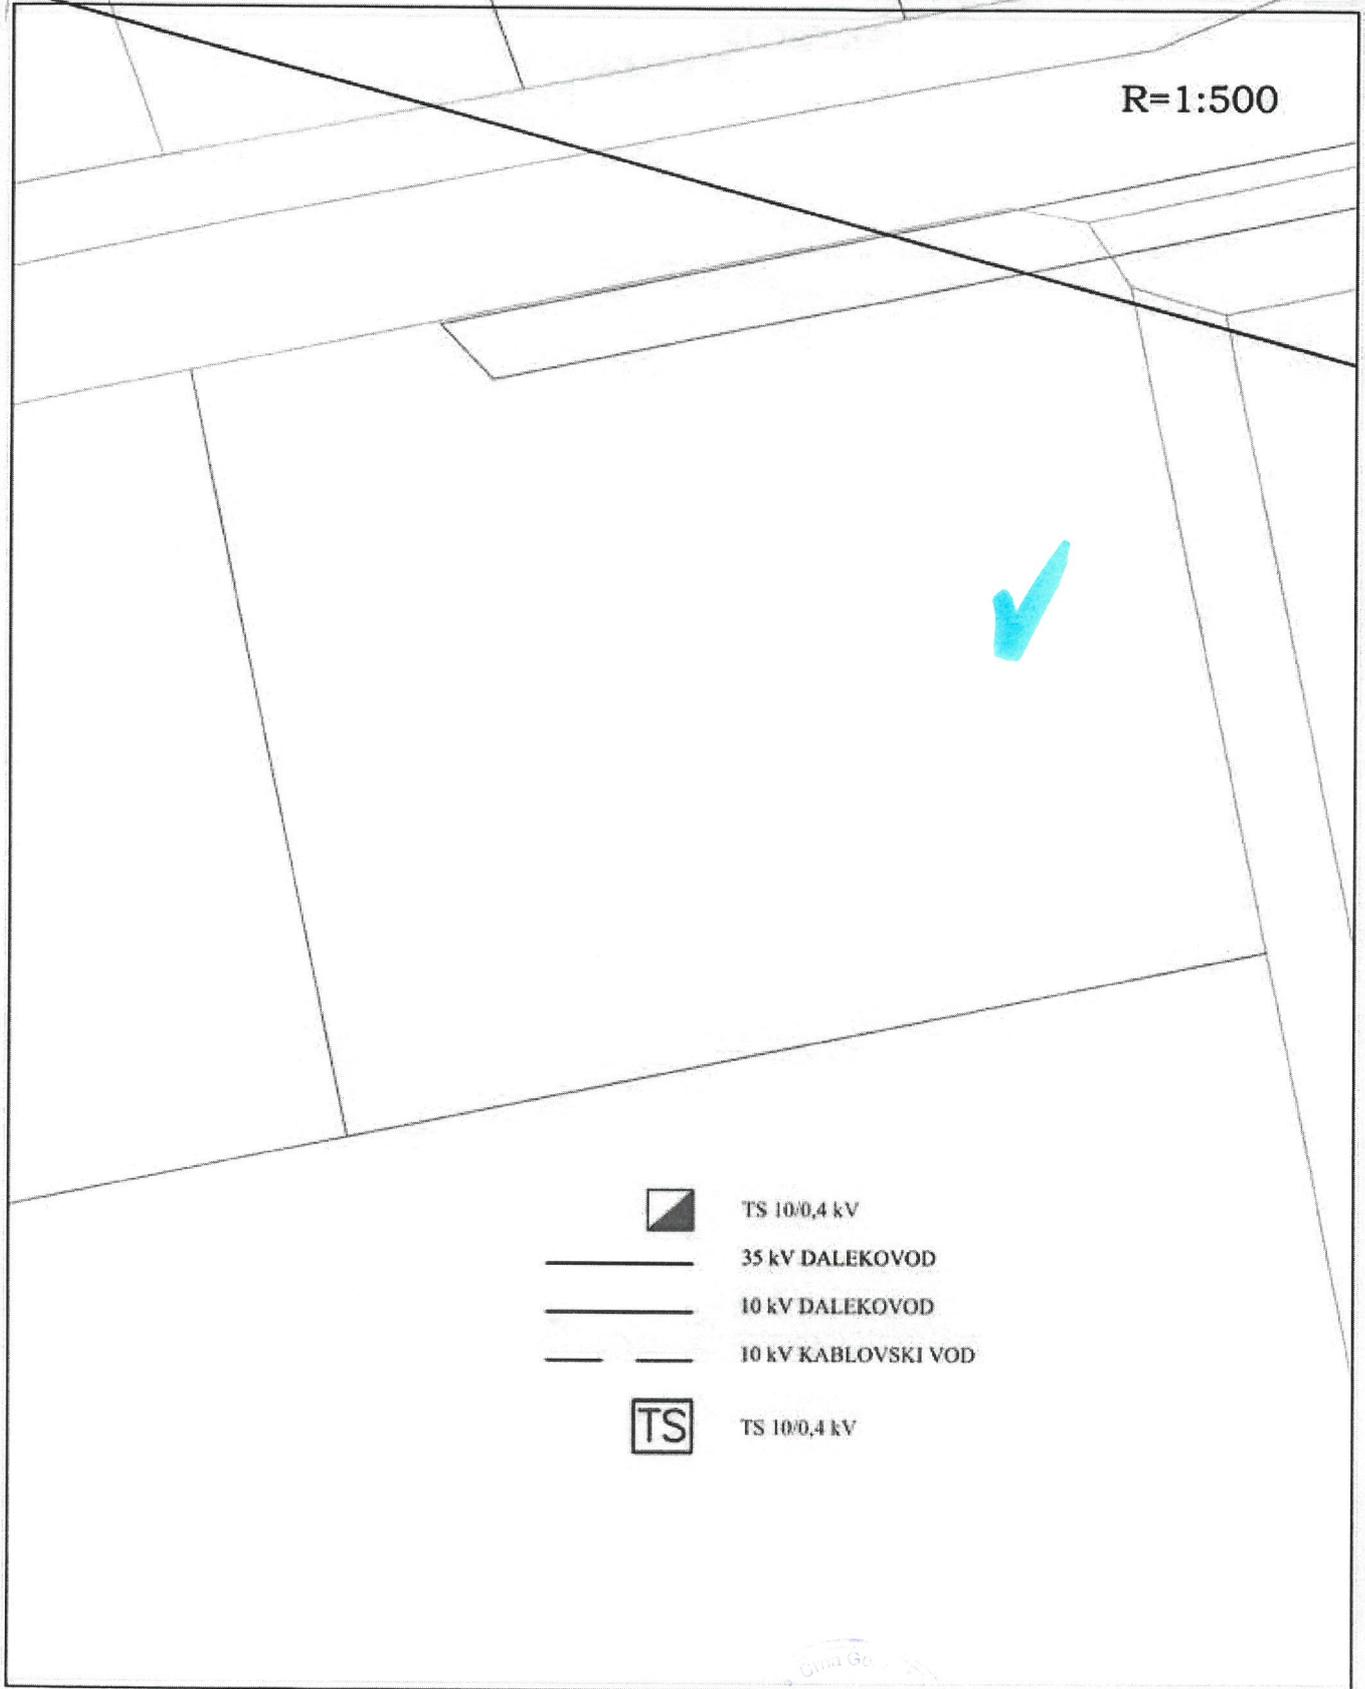 R=1:500
TS 10/0,4 kV
35 kV DALEKOVOD
10 kV DALEKOVOD
10 kV KABLOVSKI VOD
TS
TS 10/0,4 kV
Crna